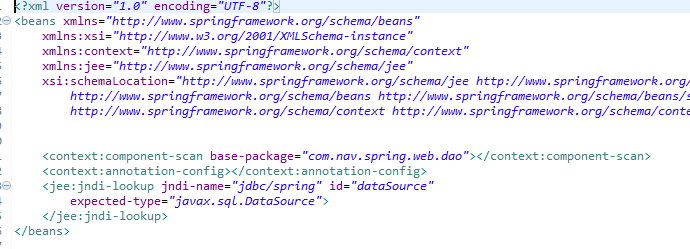 <?xml version="1.0" encoding="UTF-8"?>
<beans xmlns="http://www.springframework.org/schema/beans"
xmlns:xsi="http://www.w3.org/2001/XMLSchema-instance"
xmlns:context="http://www.springframework.org/schema/context"
xmlns:jee="http://www.springframework.org/schema/jee"
xsi:schemaLocation="http://www.springframework.org/schema/jee http://www.springframework.org/
http://www.springframework.org/schema/beans http://www.springframework.org/schema/beans/s
http://www.springframework.org/schema/context http://www.springframework.org/schema/conte
<context:component-scan base-package="com.nav.spring.web.dao"></context:component-scan>
<context:annotation-config></context:annotation-config>
<jee:jndi-lookup jndi-name="jdbc/spring" id="dataSource"
expected-type="javax.sql.DataSource">
</jee:jndi-lookup>
</beans>